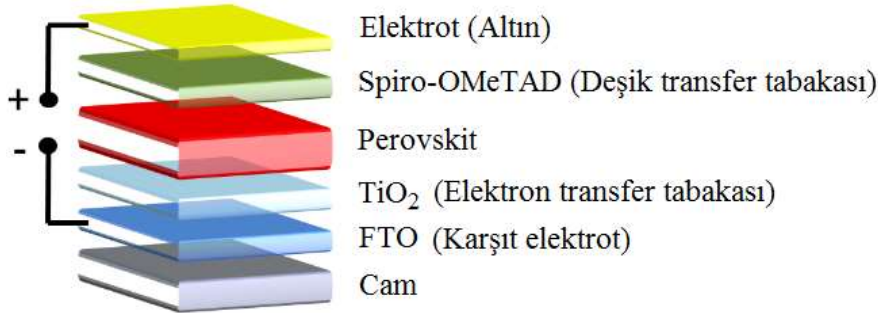 Elektrot (Altın)
Spiro-OMeTAD (Deşik transfer tabakası)
+
Perovskit
-
TiO₂ (Elektron transfer tabakası)
FTO (Karşıt elektrot)
Cam